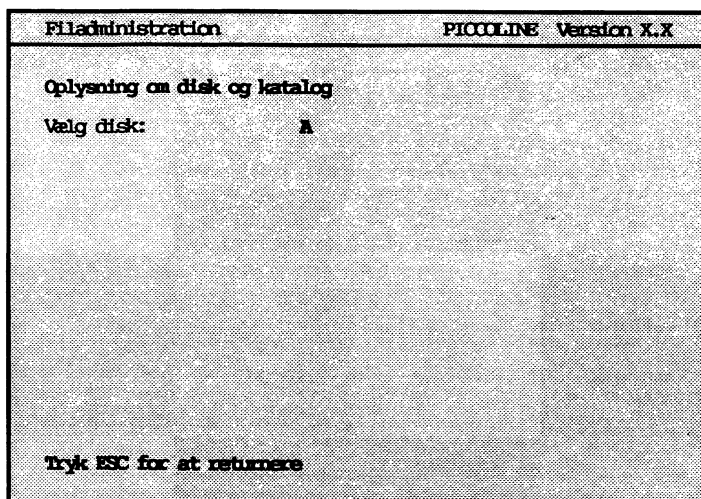 Filadministration PICCOLINE Version X.X
Oplysning om disk og katalog
Vælg disk: A
Tryk ESC for at returnere